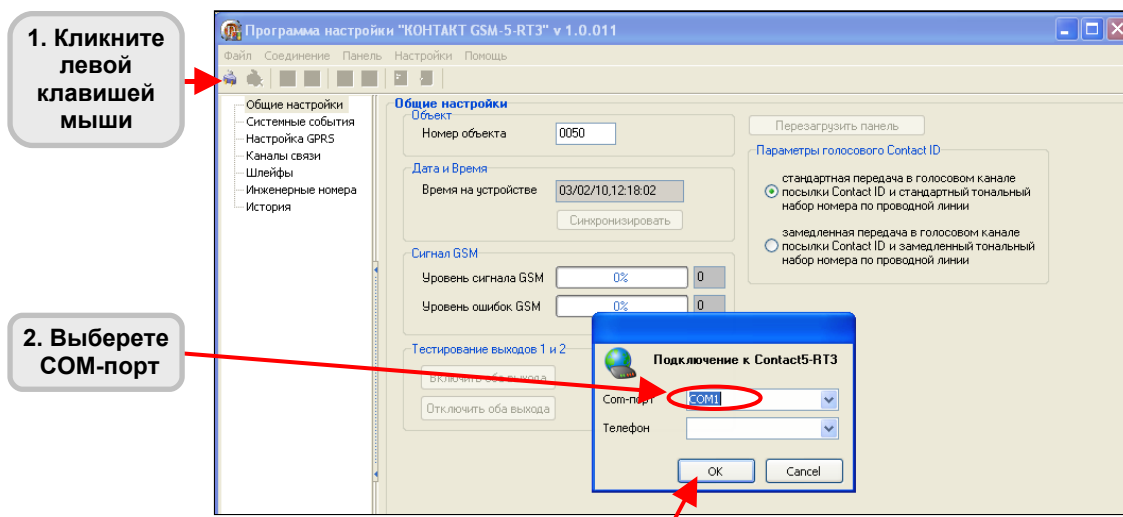 1. Кликните
левой
клавишей
мыши
Программа настройки "КОНТАКТ GSM-5-RT3" v 1.0.011
Файл Соединение Панель Настройки Помощь
Общие настройки
Системные события
Настройка GPRS
Каналы связи
Шлейфы
Инженерные номера
История
Общие настройки
Объект
Номер объекта 0050
Дата и Время
Время на устройстве 03/02/10,12:18:02
Синхронизировать
Сигнал GSM
Уровень сигнала GSM 0% 0
Уровень ошибок GSM 0% 0
Тестирование выходов 1 и 2
Включить оба выхода
Отключить оба выхода
Перезагрузить панель
Параметры голосового Contact ID
стандартная передача в голосовом канале
посылки Contact ID и стандартный тональный
набор номера по проводной линии
замедленная передача в голосовом канале
посылки Contact ID и замедленный тональный
набор номера по проводной линии
2. Выберете
COM-порт
Подключение к Contact5-RT3
Com-порт COM1
Телефон
OK Cancel